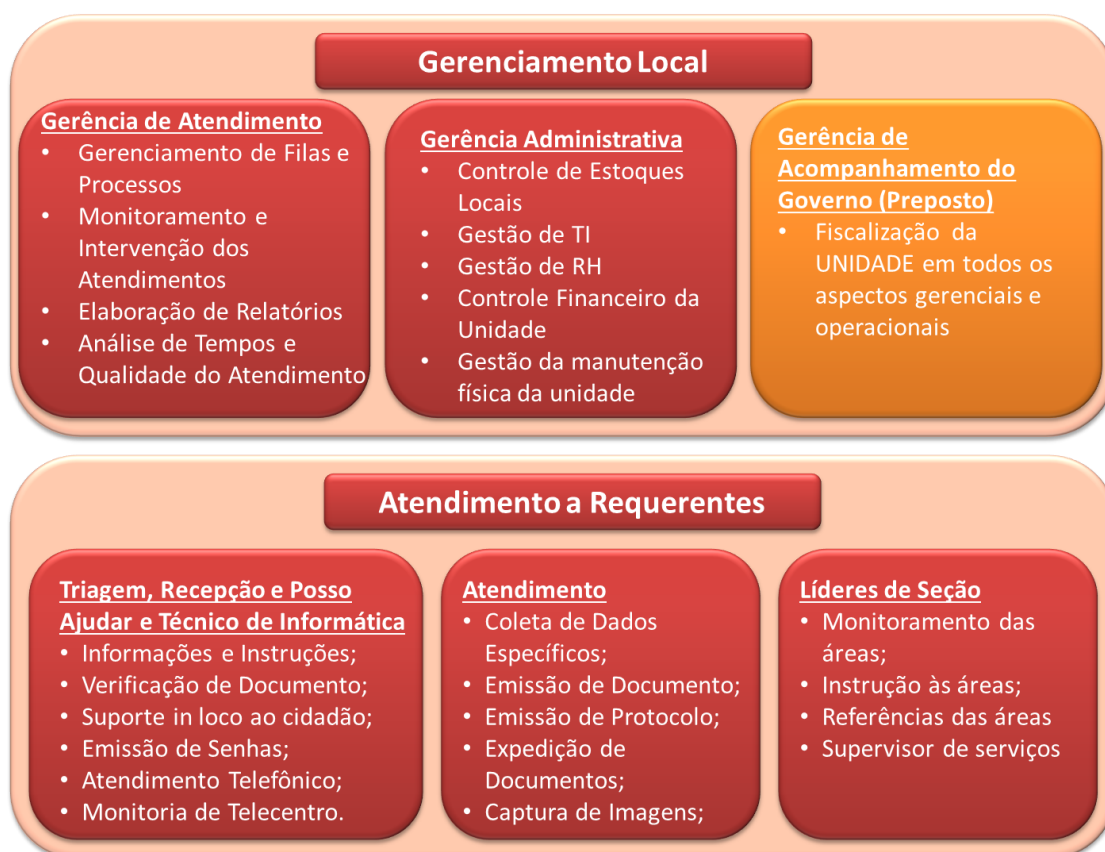 Gerenciamento Local
Gerência de Atendimento
• Gerenciamento de Filas e
Processos
• Monitoramento e
Intervenção dos
Atendimentos
• Elaboração de Relatórios
• Análise de Tempos e
Qualidade do Atendimento
Gerência Administrativa
• Controle de Estoques
Locais
• Gestão de TI
• Gestão de RH
• Controle Financeiro da
Unidade
• Gestão da manutenção
física da unidade
Gerência de
Acompanhamento do
Governo (Preposto)
• Fiscalização da
UNIDADE em todos os
aspectos gerenciais e
operacionais
Atendimento a Requerentes
Triagem, Recepção e Posso
Ajudar e Técnico de Informática
• Informações e Instruções;
• Verificação de Documento;
• Suporte in loco ao cidadão;
• Emissão de Senhas;
• Atendimento Telefônico;
• Monitoria de Telecentro.
Atendimento
• Coleta de Dados
Específicos;
• Emissão de Documento;
• Emissão de Protocolo;
• Expedição de
Documentos;
• Captura de Imagens;
Líderes de Seção
• Monitoramento das
áreas;
• Instrução às áreas;
• Referências das áreas
• Supervisor de serviços